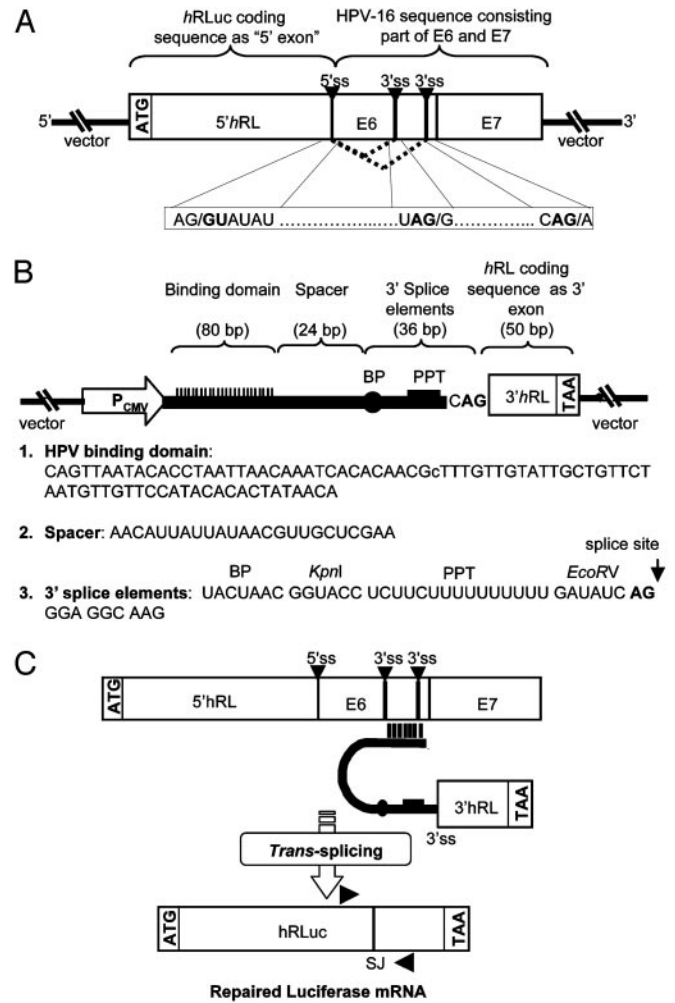 A
hRLuc coding sequence as "5' exon"
HPV-16 sequence consisting part of E6 and E7
5'ss 3'ss 3'ss
5' vector ATG 5'hRL E6 E7 vector 3'
AG/GUAUAU ......................UAG/G.............. CAG/A
B
Binding domain (80 bp)
Spacer (24 bp)
3' Splice elements (36 bp)
hRL coding sequence as 3' exon (50 bp)
BP PPT
vector PCMV CAG 3'hRL TAA vector
1. HPV binding domain:
CAGTTAATACACCTAATTAACAAATCACACAACGcTTTGTTGTATTGCTGTTCT
AATGTTGTTCCATACACACTATAACA
2. Spacer: AACAUUAUUAUAACGUUGCUCGAA
splice site
BP KpnI PPT EcoRV
3. 3' splice elements: UACUAAC GGUACC UCUUCUUUUUUUUUUU GAUAUC AG
GGA GGC AAG
C
5'ss 3'ss 3'ss
ATG 5'hRL E6 E7
3'hRL TAA
3'ss
Trans-splicing
ATG hRLuc TAA
SJ
Repaired Luciferase mRNA